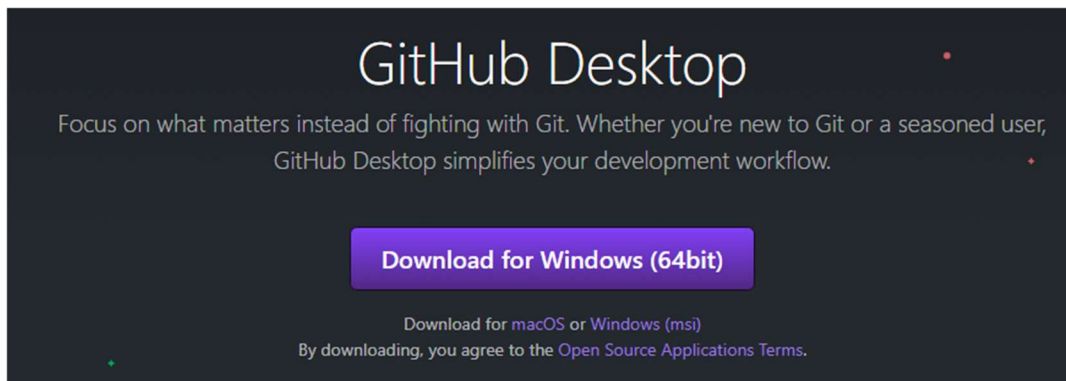 GitHub Desktop
Focus on what matters instead of fighting with Git. Whether you're new to Git or a seasoned user,
GitHub Desktop simplifies your development workflow.
Download for Windows (64bit)
Download for macOS or Windows (msi)
By downloading, you agree to the Open Source Applications Terms.